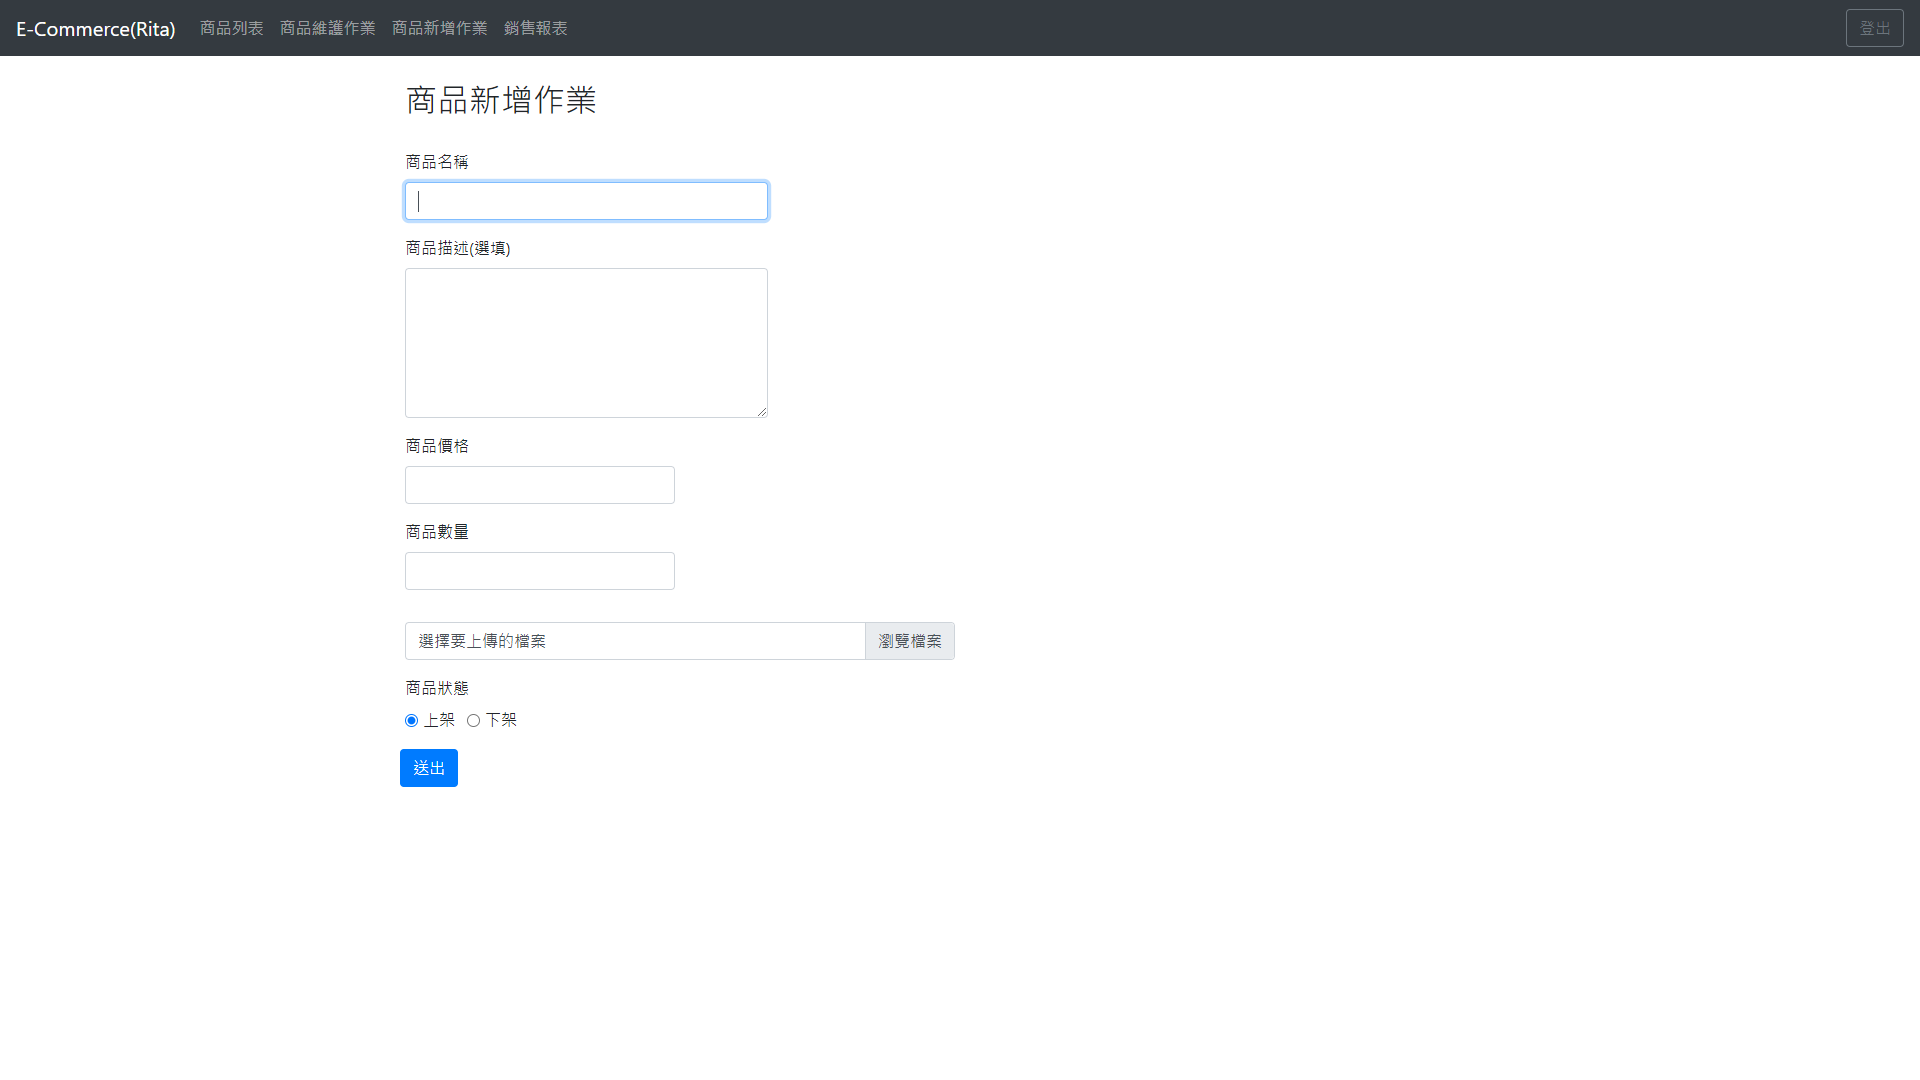 E-Commerce(Rita) 商品列表 商品維護作業 商品新增作業 銷售報表 登出
商品新增作業
商品名稱
商品描述(選填)
商品價格
商品數量
選擇要上傳的檔案 瀏覽檔案
商品狀態
上架 下架
送出